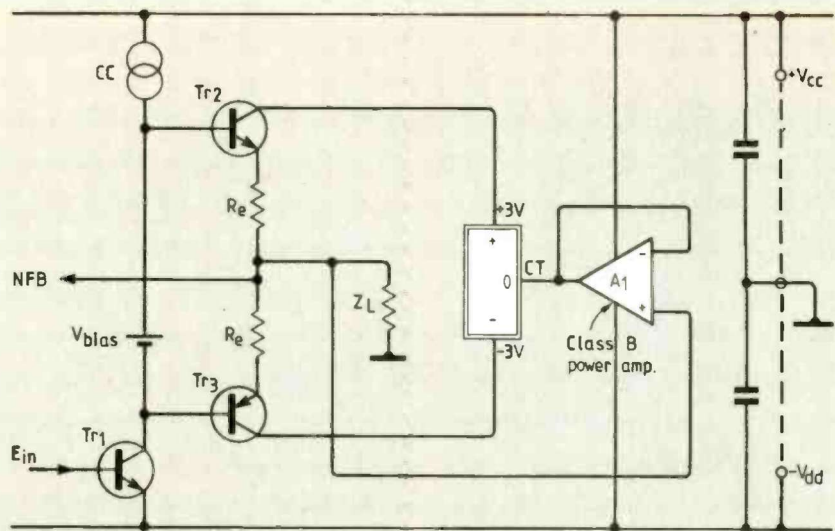 CC
Tr2
+Vcc
Re
+3V
+
0
-
CT
-
A1
+
NFB
ZL
Class B
power amp.
Vbias
Re
-3V
Tr3
Tr1
Ein
-Vdd